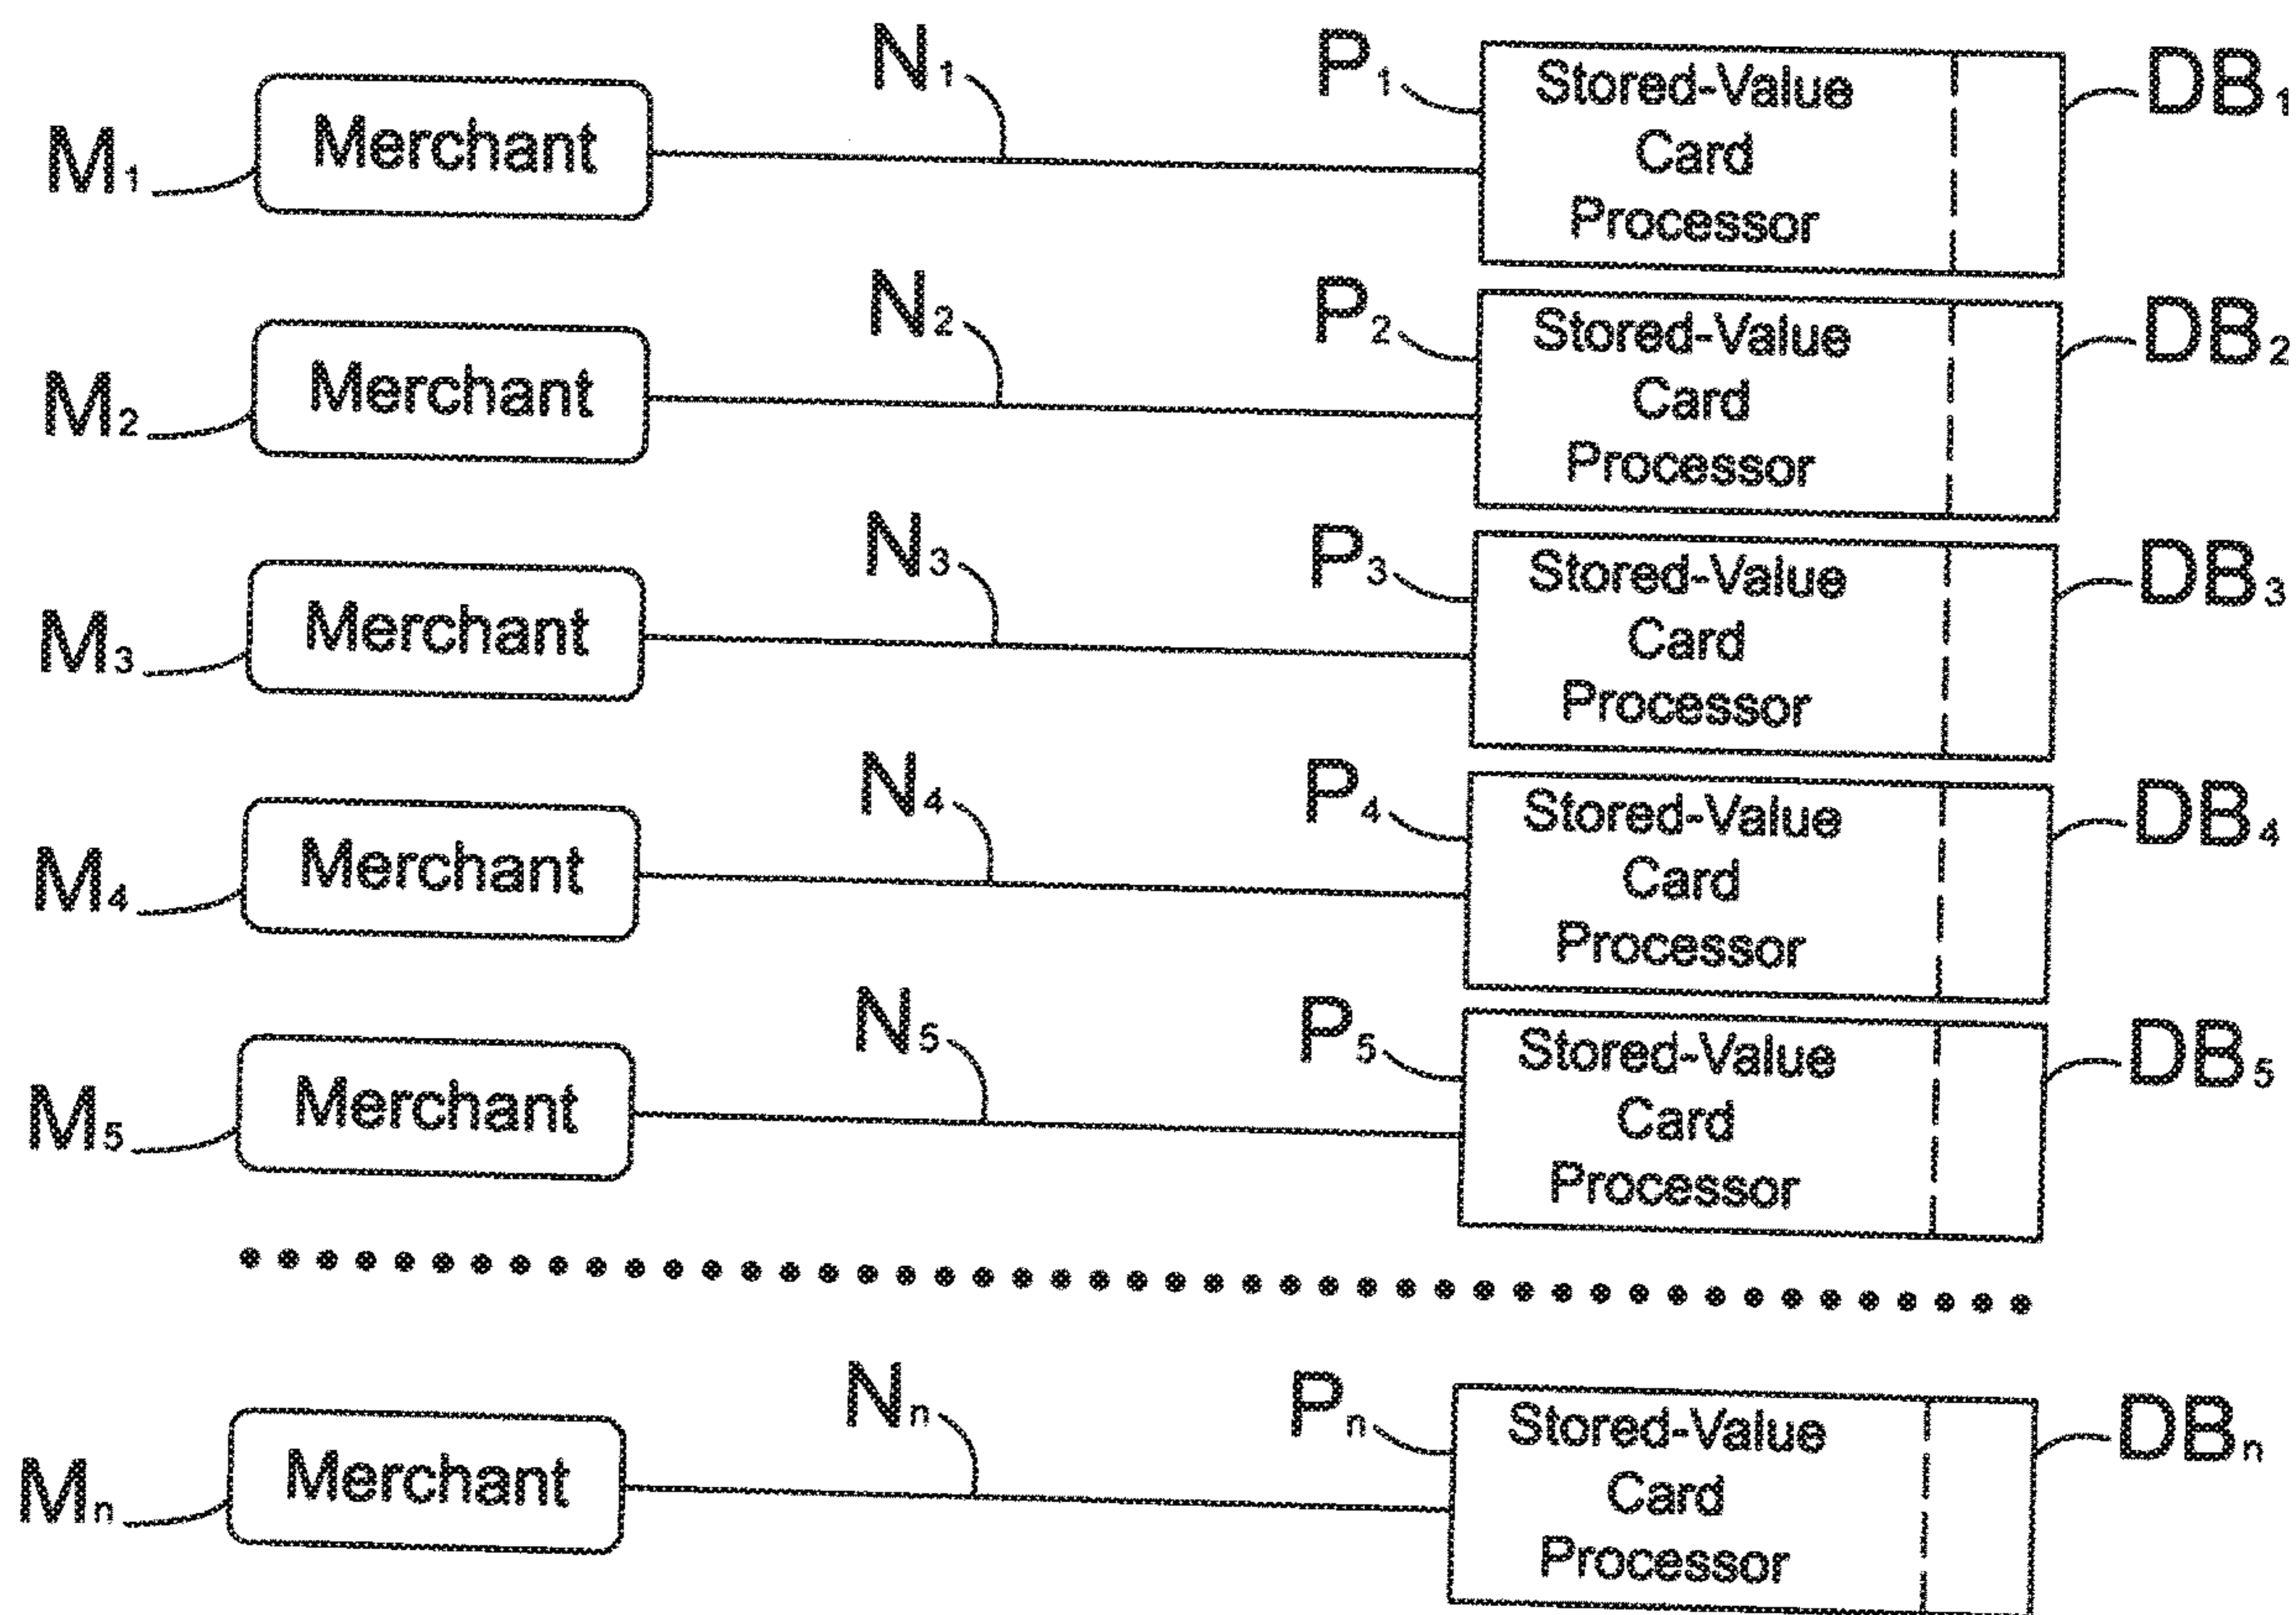 N₁ P₁ Stored-Value DB₁
M₁ Merchant Card
Processor
N₂ P₂ Stored-Value DB₂
M₂ Merchant Card
Processor
N₃ P₃ Stored-Value DB₃
M₃ Merchant Card
Processor
N₄ P₄ Stored-Value DB₄
M₄ Merchant Card
Processor
N₅ P₅ Stored-Value DB₅
M₅ Merchant Card
Processor
Nₙ Pₙ Stored-Value DBₙ
Mₙ Merchant Card
Processor